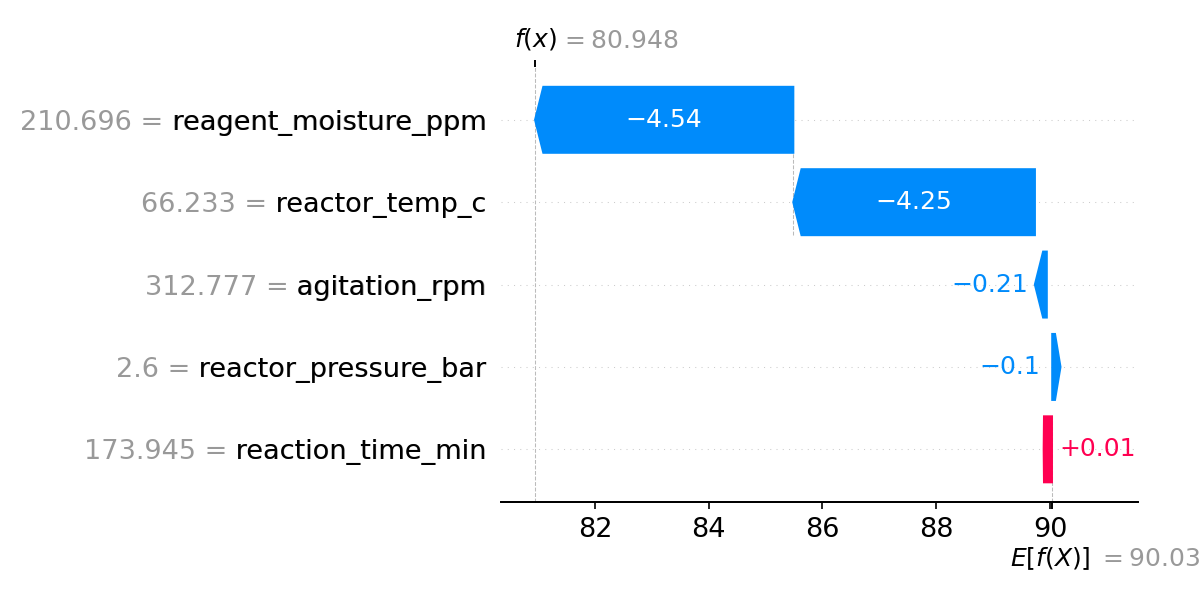 f(x) = 80.948
210.696 = reagent_moisture_ppm −4.54
66.233 = reactor_temp_c −4.25
312.777 = agitation_rpm −0.21
2.6 = reactor_pressure_bar −0.1
173.945 = reaction_time_min +0.01
82 84 86 88 90
E[f(X)] = 90.03